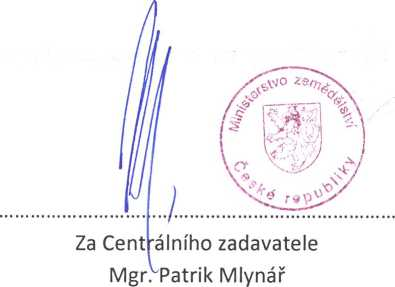 Ministerstvo zemědělství
České republiky
Za Centrálního zadavatele
Mgr. Patrik Mlynář